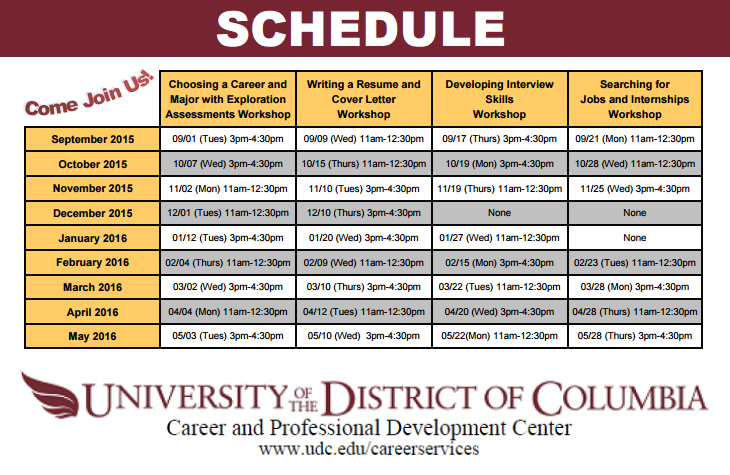 SCHEDULE
Come Join Us!
Choosing a Career and
Major with Exploration
Assessments Workshop
Writing a Resume and
Cover Letter
Workshop
Developing Interview
Skills
Workshop
Searching for
Jobs and Internships
Workshop
September 2015 09/01 (Tues) 3pm-4:30pm 09/09 (Wed) 11am-12:30pm 09/17 (Thurs) 3pm-4:30pm 09/21 (Mon) 11am-12:30pm
October 2015 10/07 (Wed) 3pm-4:30pm 10/15 (Thurs) 11am-12:30pm 10/19 (Mon) 3pm-4:30pm 10/28 (Wed) 11am-12:30pm
November 2015 11/02 (Mon) 11am-12:30pm 11/10 (Tues) 3pm-4:30pm 11/19 (Thurs) 11am-12:30pm 11/25 (Wed) 3pm-4:30pm
December 2015 12/01 (Tues) 11am-12:30pm 12/10 (Thurs) 3pm-4:30pm None None
January 2016 01/12 (Tues) 3pm-4:30pm 01/20 (Wed) 3pm-4:30pm 01/27 (Wed) 11am-12:30pm None
February 2016 02/04 (Thurs) 11am-12:30pm 02/09 (Wed) 11am-12:30pm 02/15 (Mon) 3pm-4:30pm 02/23 (Tues) 11am-12:30pm
March 2016 03/02 (Wed) 3pm-4:30pm 03/10 (Thurs) 3pm-4:30pm 03/22 (Tues) 11am-12:30pm 03/28 (Mon) 3pm-4:30pm
April 2016 04/04 (Mon) 11am-12:30pm 04/12 (Tues) 11am-12:30pm 04/20 (Wed) 3pm-4:30pm 04/28 (Thurs) 11am-12:30pm
May 2016 05/03 (Tues) 3pm-4:30pm 05/10 (Wed) 3pm-4:30pm 05/22(Mon) 11am-12:30pm 05/28 (Thurs) 3pm-4:30pm
UNIVERSITY OF THE DISTRICT OF COLUMBIA
Career and Professional Development Center
www.udc.edu/careerservices